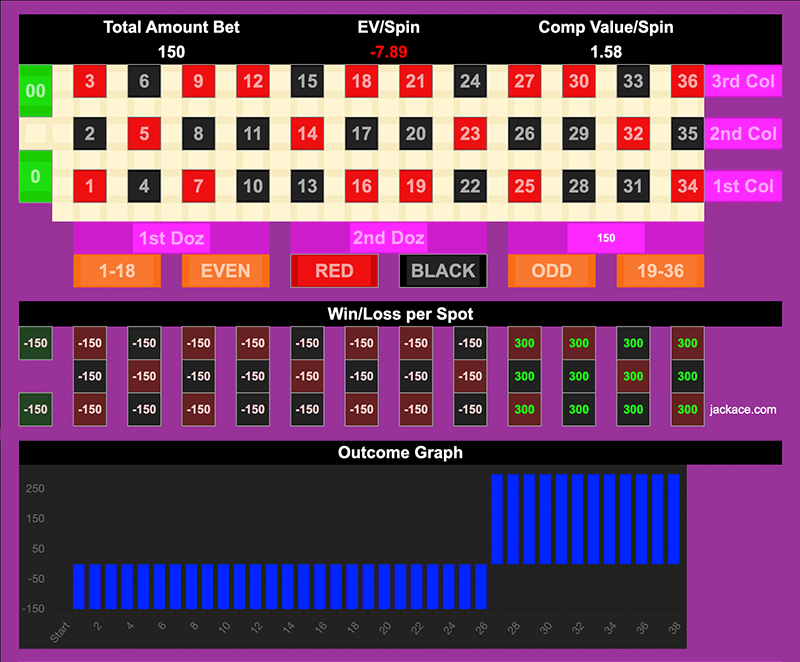 Total Amount Bet EV/Spin Comp Value/Spin
150 -7.89 1.58
00 3 6 9 12 15 18 21 24 27 30 33 36 3rd Col
2 5 8 11 14 17 20 23 26 29 32 35 2nd Col
0 1 4 7 10 13 16 19 22 25 28 31 34 1st Col
1st Doz 2nd Doz 150
1-18 EVEN RED BLACK ODD 19-36
Win/Loss per Spot
-150 -150 -150 -150 -150 -150 -150 -150 -150 300 300 300 300
-150 -150 -150 -150 -150 -150 -150 -150 300 300 300 300
-150 -150 -150 -150 -150 -150 -150 -150 -150 300 300 300 300 jackace.com
Outcome Graph
250
150
50
-50
-150
Start 2 4 6 8 10 12 14 16 18 20 22 24 26 28 30 32 34 36 38